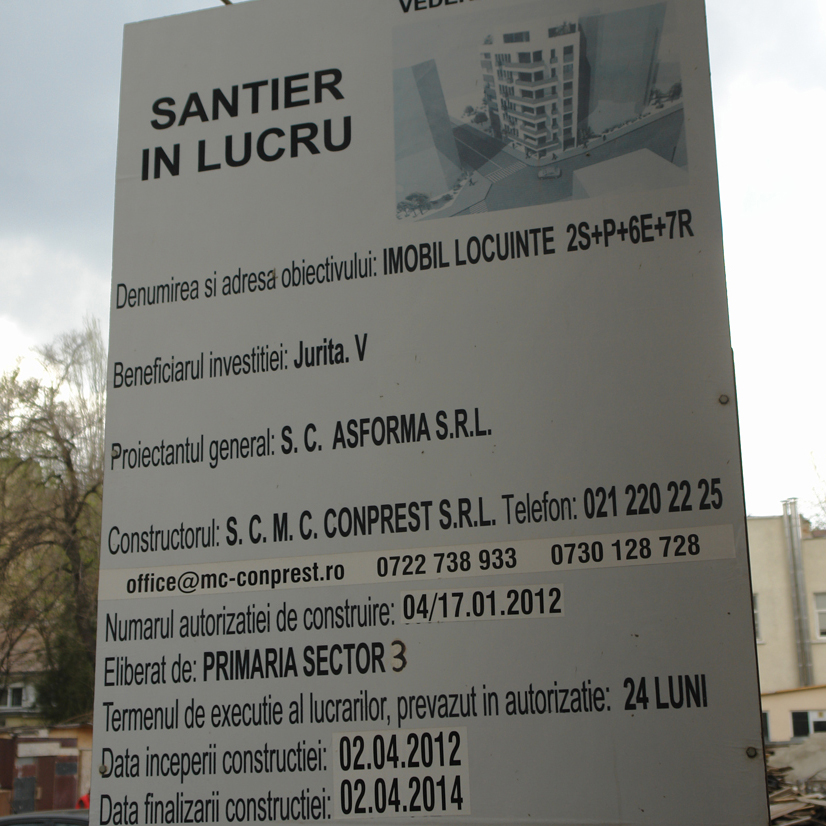 SANTIER
IN LUCRU
Denumirea si adresa obiectivului: IMOBIL LOCUINTE 2S+P+6E+7R
Beneficiarul investitiei: Jurita. V
Proiectantul general: S. C. ASFORMA S.R.L.
Constructorul: S. C. M. C. CONPREST S.R.L. Telefon: 021 220 22 25
office@mc-conprest.ro 0722 738 933 0730 128 728
Numarul autorizatiei de construire: 04/17.01.2012
Eliberat de: PRIMARIA SECTOR 3
Termenul de executie al lucrarilor, prevazut in autorizatie: 24 LUNI
Data inceperii constructiei: 02.04.2012
Data finalizarii constructiei: 02.04.2014